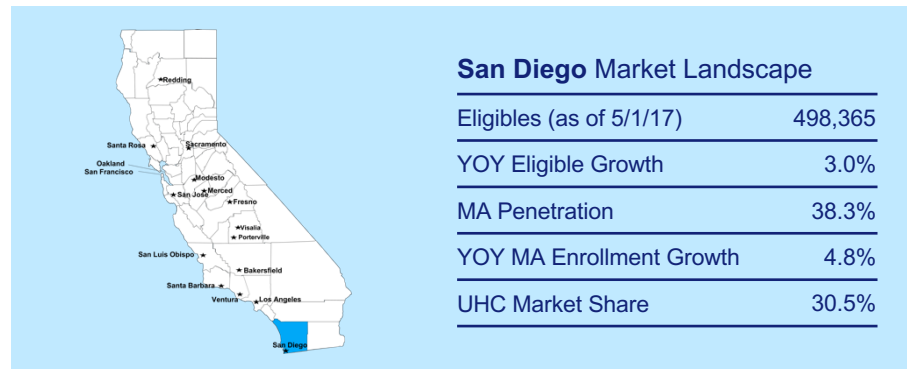 Redding
Santa Rosa
Sacramento
Oakland
San Francisco
Modesto
Merced
San Jose
Fresno
Visalia
Porterville
San Luis Obispo
Bakersfield
Santa Barbara
Ventura
Los Angeles
San Diego
San Diego Market Landscape
Eligibles (as of 5/1/17) 498,365
YOY Eligible Growth 3.0%
MA Penetration 38.3%
YOY MA Enrollment Growth 4.8%
UHC Market Share 30.5%